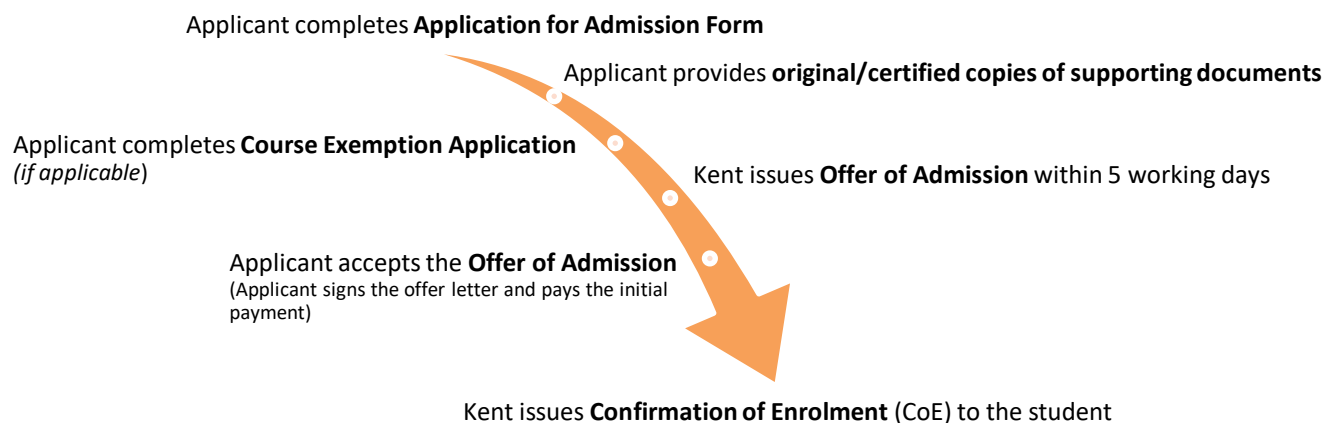 Applicant completes Application for Admission Form
Applicant provides original/certified copies of supporting documents
Applicant completes Course Exemption Application
(if applicable)
Kent issues Offer of Admission within 5 working days
Applicant accepts the Offer of Admission
(Applicant signs the offer letter and pays the initial
payment)
Kent issues Confirmation of Enrolment (CoE) to the student